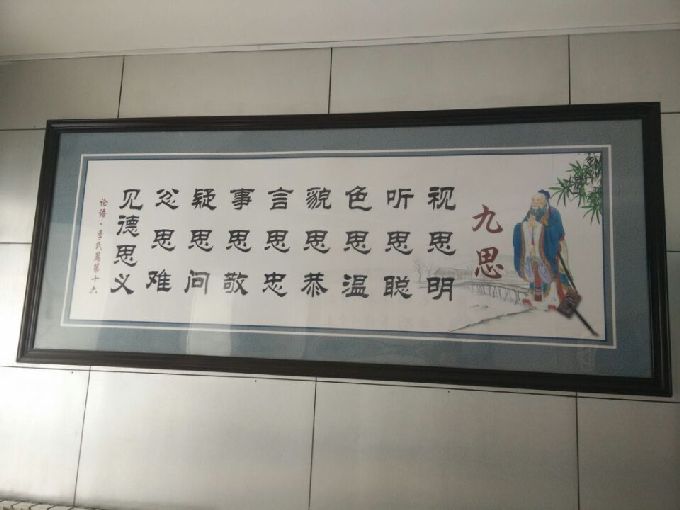 九思
视思明
听思聪
色思温
貌思恭
言思忠
事思敬
疑思问
忿思难
见德思义
论语·季氏篇第十六